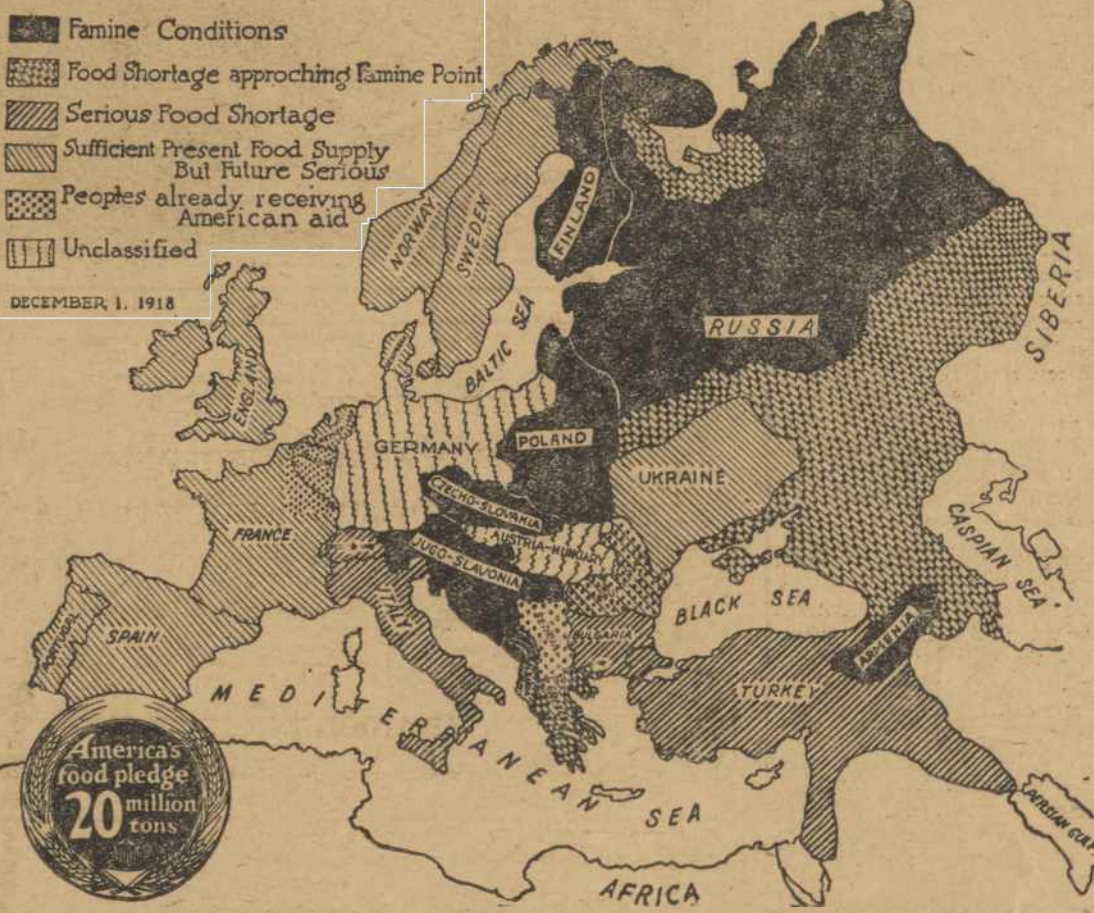 Famine Conditions
Food Shortage approching Famine Point
Serious Food Shortage
Sufficient Present Food Supply
But Future Serious
Peoples already receiving
American aid
Unclassified
DECEMBER, 1. 1918
NORWAY
SWEDEN
FINLAND
BALTIC SEA
RUSSIA
SIBERIA
ENGLAND
GERMANY
POLAND
UKRAINE
CZECHO-SLOVAKIA
AUSTRIA-HUNGARY
JUGO-SLAVONIA
FRANCE
ITALY
BULGARIA
BLACK SEA
CASPIAN SEA
ARMENIA
TURKEY
PORTUGAL
SPAIN
MEDITERRANEAN SEA
AFRICA
PERSIAN GULF
America's
food pledge
20 million
tons